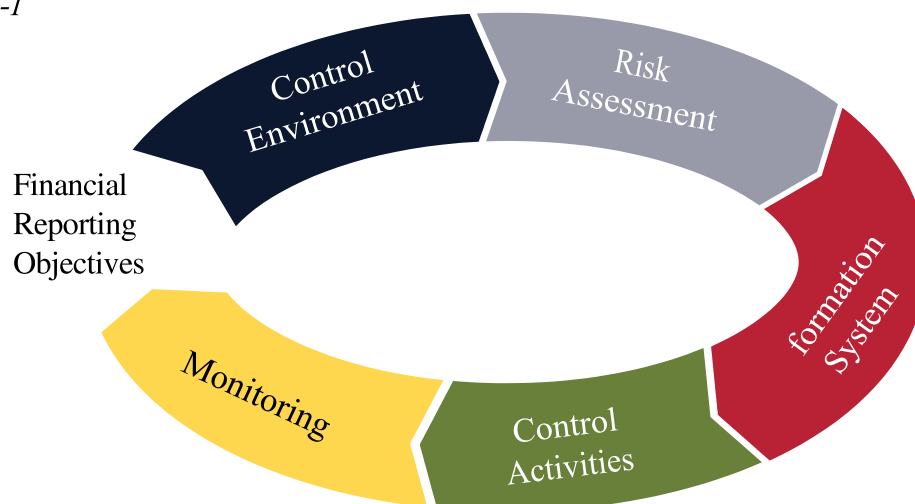 -1
Control
Environment
Risk
Assessment
Financial
Reporting
Objectives
formation
System
Monitoring
Control
Activities